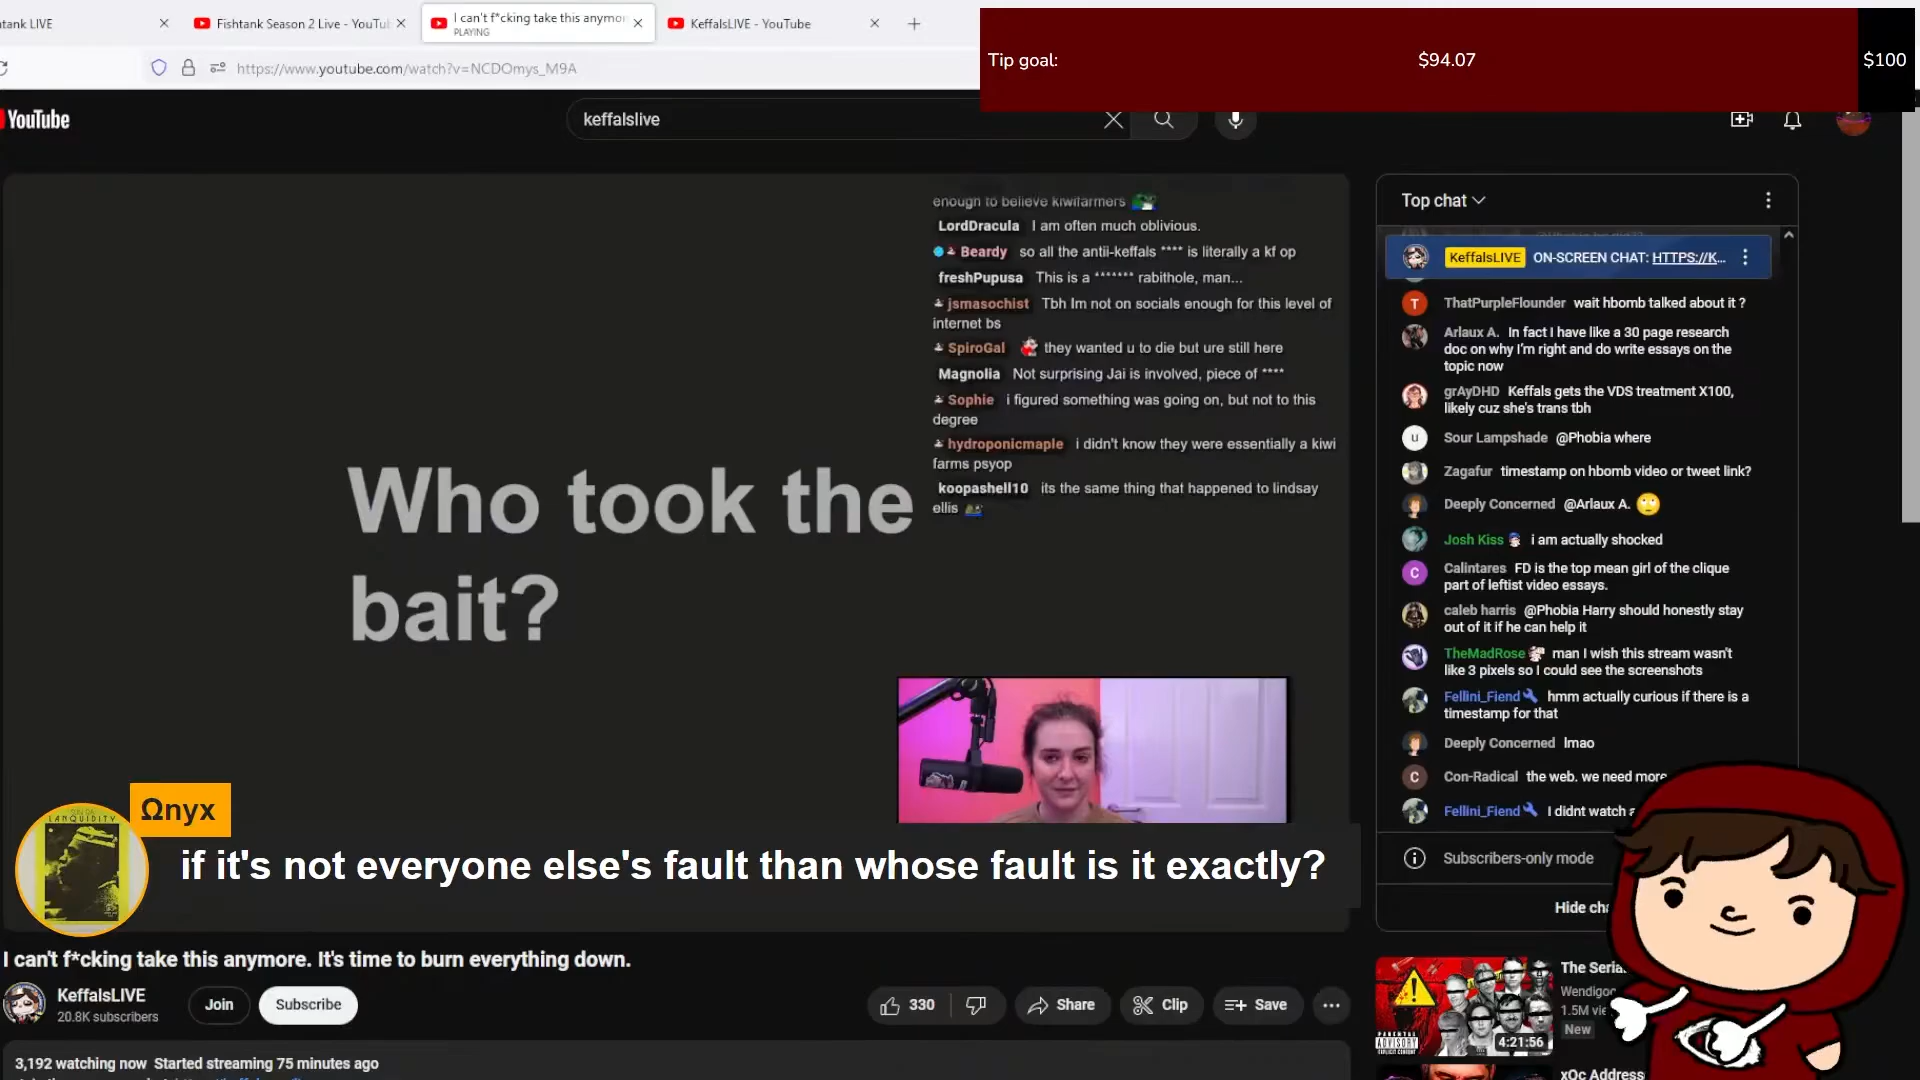 ntank LIVE
Fishtank Season 2 Live - YouTu
I can't f*cking take this anymor
PLAYING
KeffalsLIVE - YouTube
https://www.youtube.com/watch?v=NCDOmys_M9A
Tip goal:
$94.07
$100
YouTube
keffalslive
enough to believe kiwifarmers
LordDracula I am often much oblivious.
Beardy so all the antii-keffals **** is literally a kf op
freshPupusa This is a ******* rabithole, man...
jsmasochist Tbh Im not on socials enough for this level of
internet bs
SpiroGal they wanted u to die but ure still here
Magnolia Not surprising Jai is involved, piece of ****
Sophie i figured something was going on, but not to this
degree
hydroponicmaple i didn't know they were essentially a kiwi
farms psyop
koopashell10 its the same thing that happened to lindsay
ellis
Who took the
bait?
Top chat
KeffalsLIVE ON-SCREEN CHAT: HTTPS://K...
ThatPurpleFlounder wait hbomb talked about it ?
Arlaux A. In fact I have like a 30 page research
doc on why I'm right and do write essays on the
topic now
grAyDHD Keffals gets the VDS treatment X100,
likely cuz she's trans tbh
Sour Lampshade @Phobia where
Zagafur timestamp on hbomb video or tweet link?
Deeply Concerned @Arlaux A.
Josh Kiss i am actually shocked
Calintares FD is the top mean girl of the clique
part of leftist video essays.
caleb harris @Phobia Harry should honestly stay
out of it if he can help it
TheMadRose man I wish this stream wasn't
like 3 pixels so I could see the screenshots
Fellini_Fiend hmm actually curious if there is a
timestamp for that
Deeply Concerned lmao
Con-Radical the web. we need more
Fellini_Fiend I didnt watch a
Subscribers-only mode
Hide cha
LANQUIDITY
Ωnyx
if it's not everyone else's fault than whose fault is it exactly?
I can't f*cking take this anymore. It's time to burn everything down.
KeffalsLIVE
20.8K subscribers
Join
Subscribe
330
Share
Clip
Save
3,192 watching now Started streaming 75 minutes ago
The Seria
Wendigoo
1.5M vie
New
PARENTAL
ADVISORY
EXPLICIT CONTENT
4:21:56
xQc Address